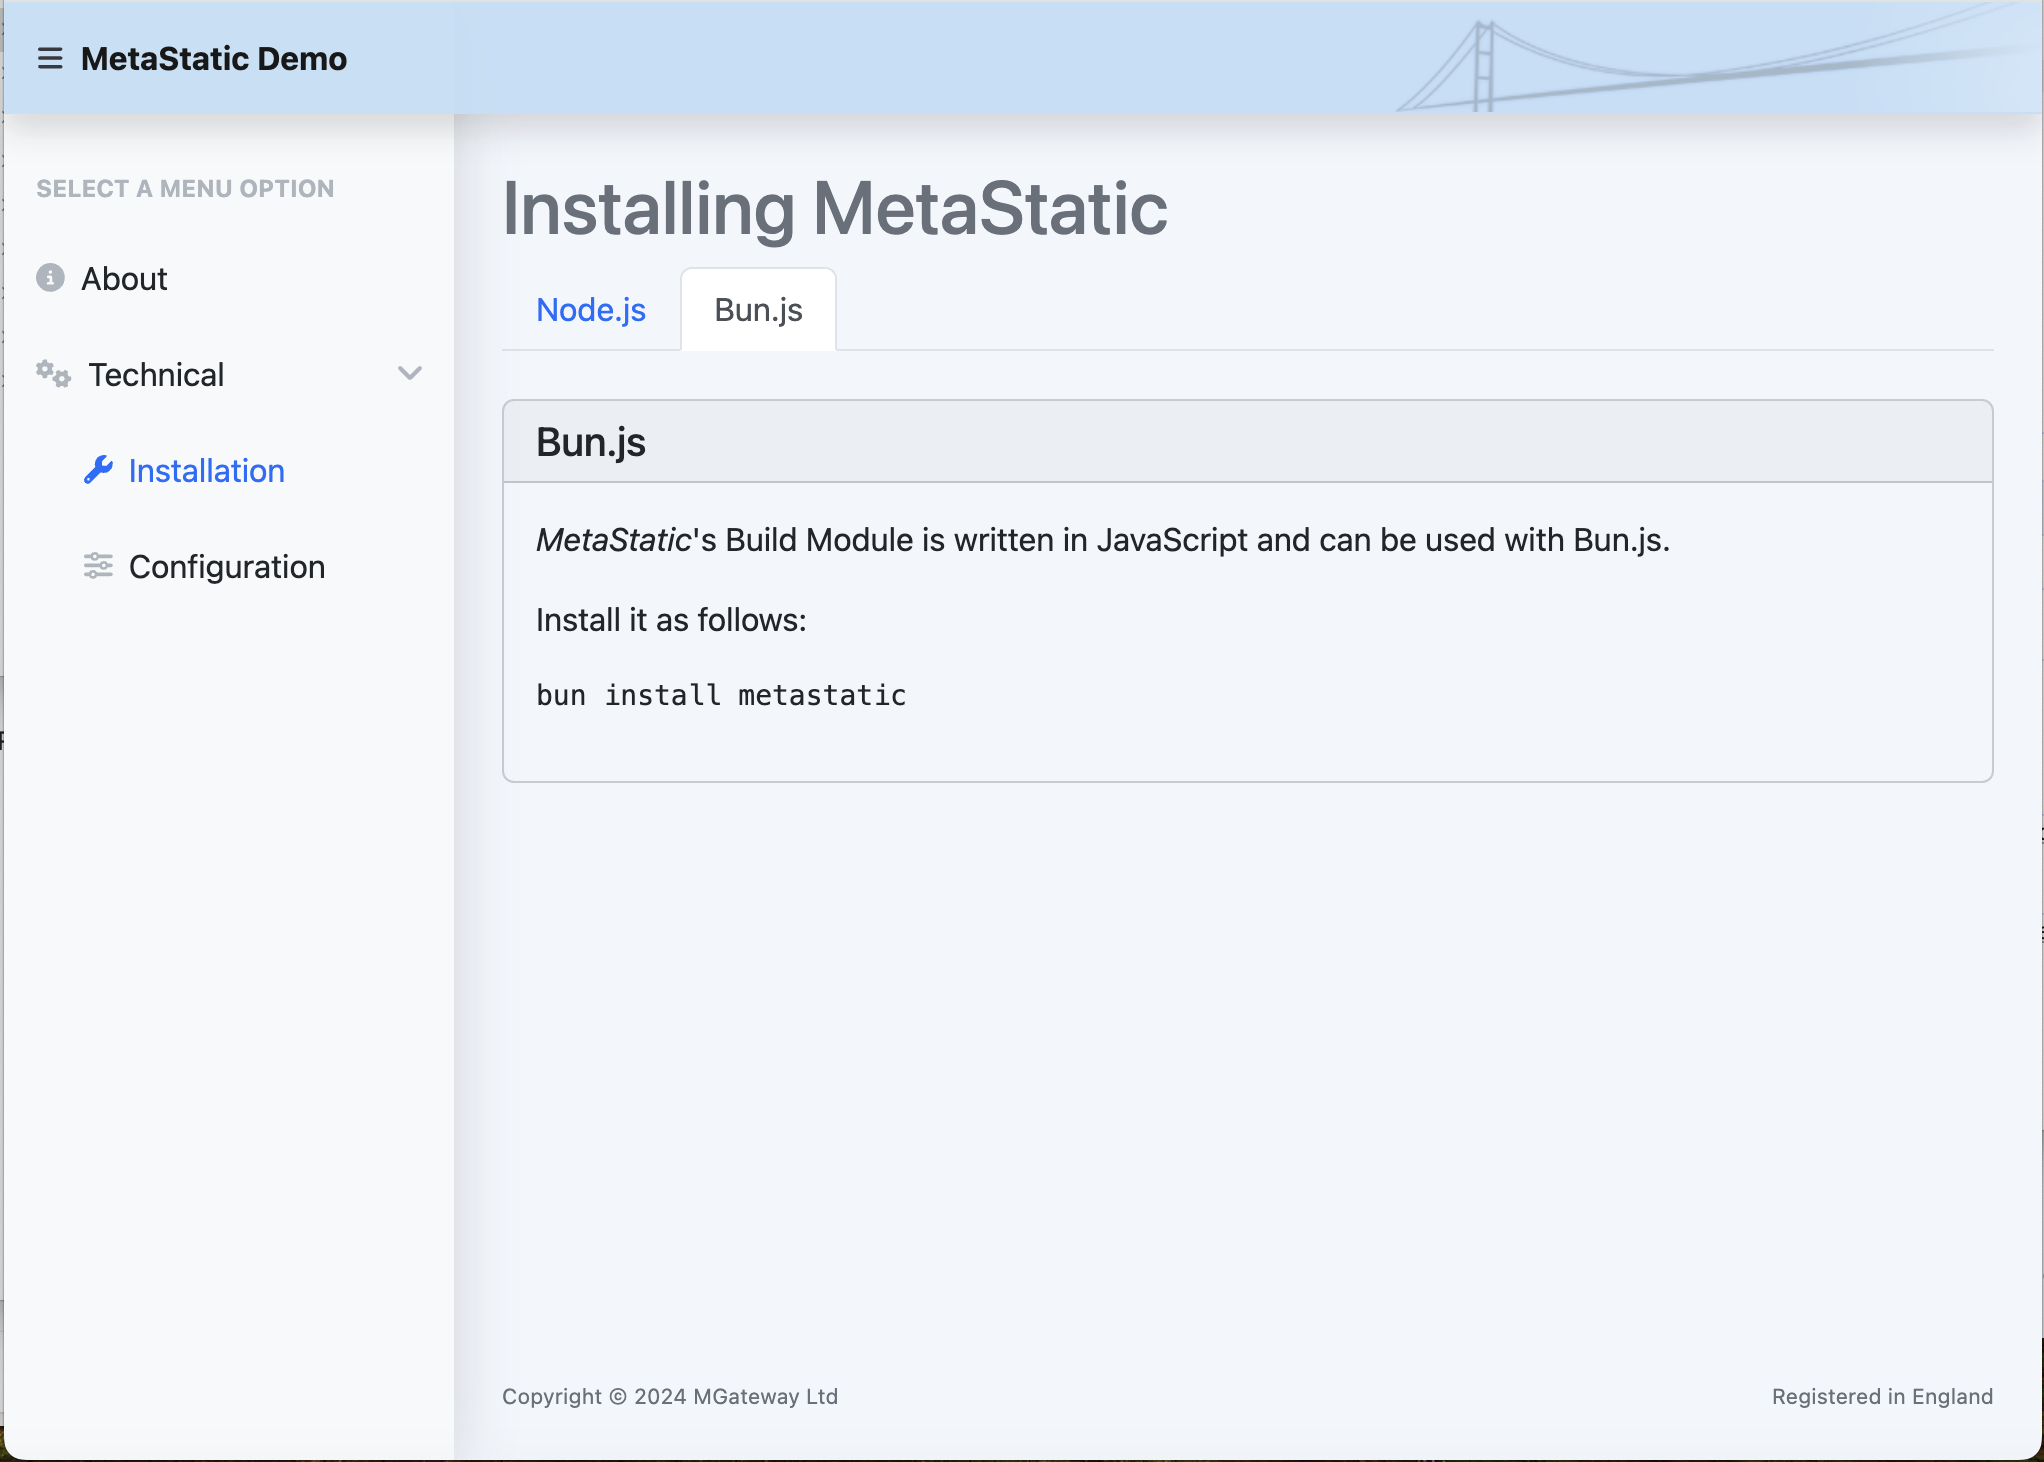 MetaStatic Demo
SELECT A MENU OPTION
About
Technical
Installation
Configuration
Installing MetaStatic
Node.js
Bun.js
Bun.js
MetaStatic's Build Module is written in JavaScript and can be used with Bun.js.
Install it as follows:
bun install metastatic
Copyright © 2024 MGateway Ltd
Registered in England